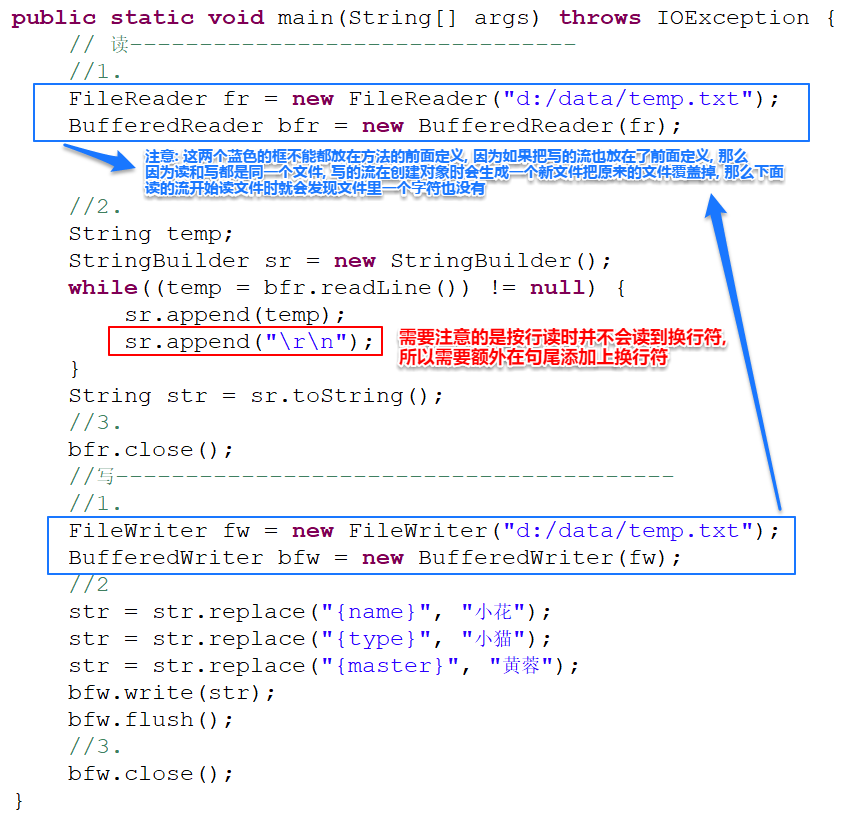 public static void main(String[] args) throws IOException {
// 读--------------------------------
//1.
FileReader fr = new FileReader("d:/data/temp.txt");
BufferedReader bfr = new BufferedReader(fr);
注意: 这两个蓝色的框不能都放在方法的前面定义, 因为如果把写的流也放在了前面定义, 那么
因为读和写都是同一个文件, 写的流在创建对象时会生成一个新文件把原来的文件覆盖掉, 那么下面
读的流开始读文件时就会发现文件里一个字符也没有
//2.
String temp;
StringBuilder sr = new StringBuilder();
while((temp = bfr.readLine()) != null) {
sr.append(temp);
sr.append("\r\n");
需要注意的是按行读时并不会读到换行符,
所以需要额外在句尾添加上换行符
}
String str = sr.toString();
//3.
bfr.close();
//写----------------------------------------
//1.
FileWriter fw = new FileWriter("d:/data/temp.txt");
BufferedWriter bfw = new BufferedWriter(fw);
//2
str = str.replace("{name}", "小花");
str = str.replace("{type}", "小猫");
str = str.replace("{master}", "黄蓉");
bfw.write(str);
bfw.flush();
//3.
bfw.close();
}